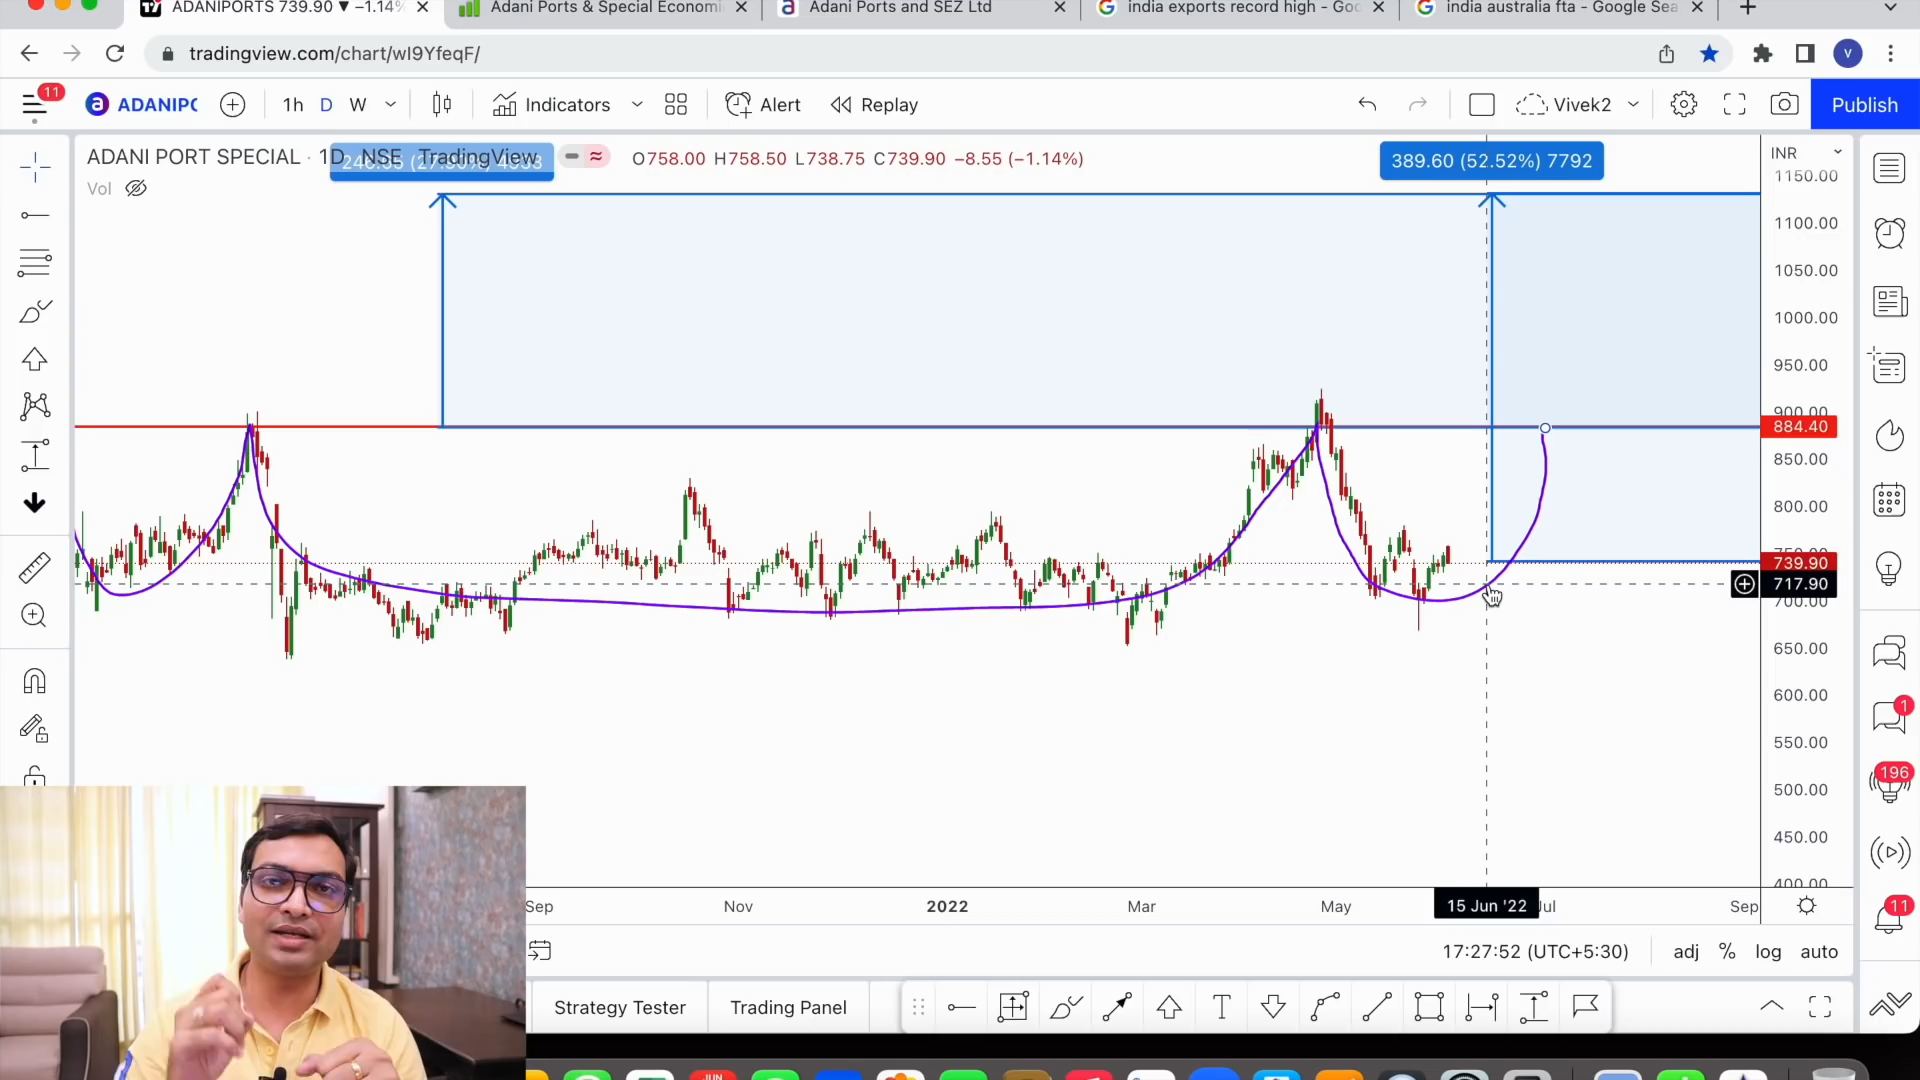 ADANIPORTS 739.90 ▼ −1.14%
Adani Ports & Special Economi
Adani Ports and SEZ Ltd
india exports record high - Goo
india australia fta - Google Sea
tradingview.com/chart/wI9YfeqF/
V
11
ADANIPC
1h D W
Indicators
Alert
Replay
Vivek2
Publish
ADANI PORT SPECIAL · 1D NSE TradingView
O758.00 H758.50 L738.75 C739.90 −8.55 (−1.14%)
389.60 (52.52%) 7792
INR
Vol
1150.00
1100.00
1050.00
1000.00
950.00
900.00
884.40
850.00
800.00
739.90
717.90
700.00
650.00
600.00
550.00
500.00
450.00
400.00
1
196
11
Sep
Nov
2022
Mar
May
15 Jun '22
Jul
Sep
17:27:52 (UTC+5:30)
adj % log auto
Strategy Tester
Trading Panel
JUN